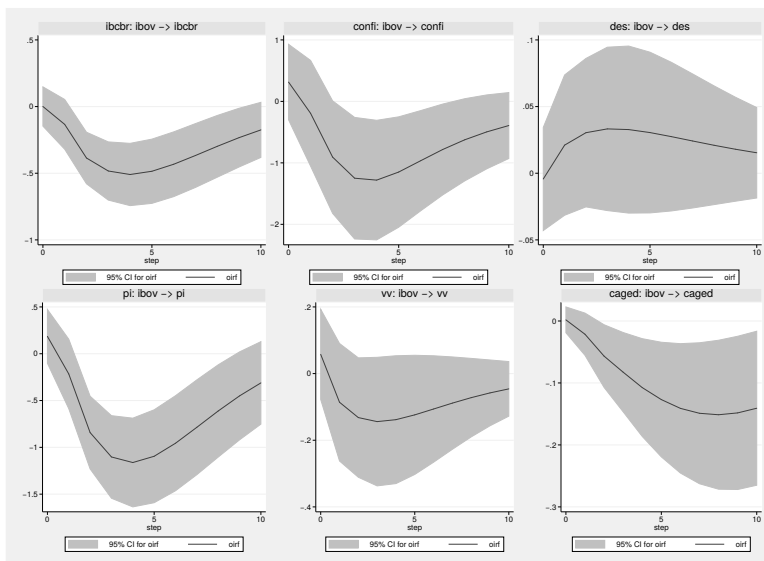 ibcbr: ibov −> ibcbr
.5
0
−.5
−1
0
5
10
step
95% CI for oirf
oirf
confi: ibov −> confi
1
0
−1
−2
0
5
10
step
95% CI for oirf
oirf
des: ibov −> des
.1
.05
0
−.05
0
5
10
step
95% CI for oirf
oirf
pi: ibov −> pi
.5
0
−.5
−1
−1.5
0
5
10
step
95% CI for oirf
oirf
vv: ibov −> vv
.2
0
−.2
−.4
0
5
10
step
95% CI for oirf
oirf
caged: ibov −> caged
0
−.1
−.2
−.3
0
5
10
step
95% CI for oirf
oirf